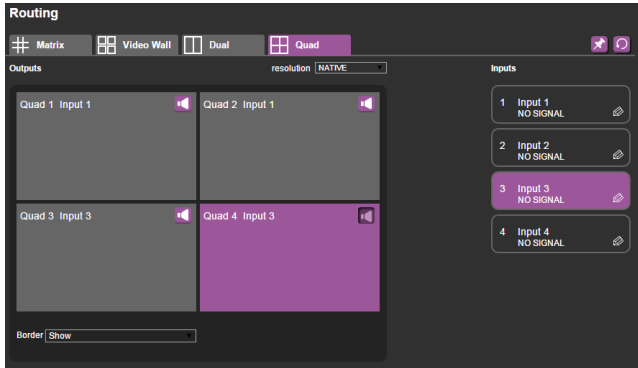 Routing
Matrix Video Wall Dual Quad
Outputs resolution NATIVE Inputs
Quad 1 Input 1 Quad 2 Input 1
Quad 3 Input 3 Quad 4 Input 3
1 Input 1
NO SIGNAL
2 Input 2
NO SIGNAL
3 Input 3
NO SIGNAL
4 Input 4
NO SIGNAL
Border Show